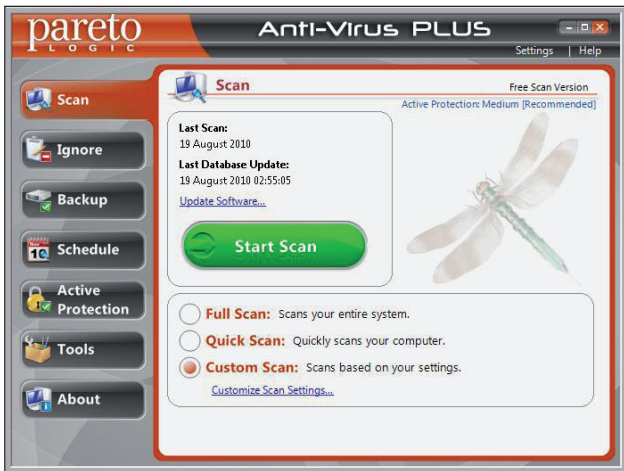 pareto
LOGIC
Anti-Virus PLUS
Settings | Help
Scan
Ignore
Backup
Nov
10
Schedule
Active
Protection
Tools
About
Scan
Free Scan Version
Active Protection: Medium [Recommended]
Last Scan:
19 August 2010
Last Database Update:
19 August 2010 02:55:05
Update Software...
Start Scan
Full Scan: Scans your entire system.
Quick Scan: Quickly scans your computer.
Custom Scan: Scans based on your settings.
Customize Scan Settings...